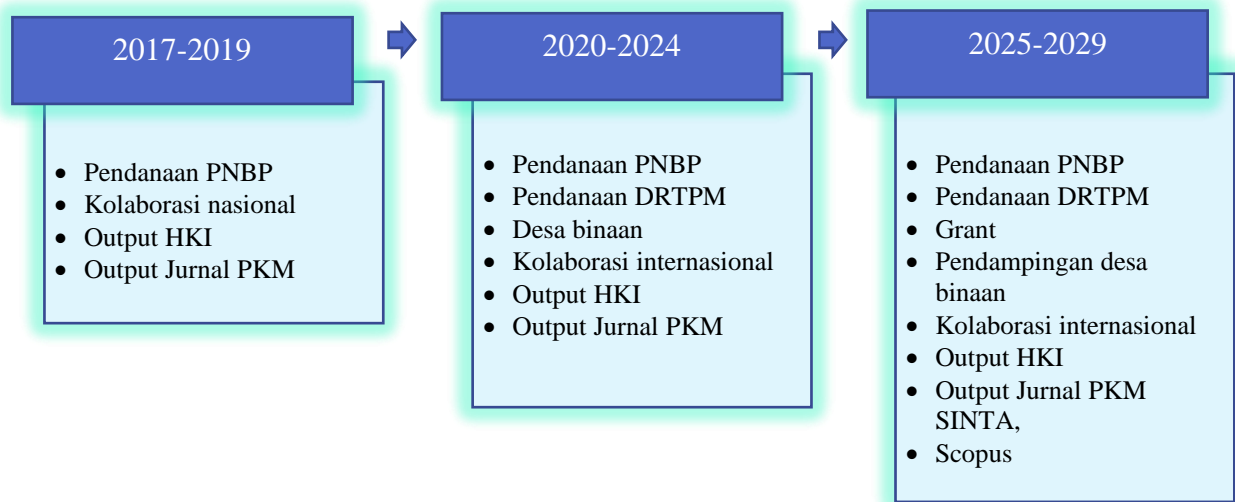 2017-2019
• Pendanaan PNBP
• Kolaborasi nasional
• Output HKI
• Output Jurnal PKM
2020-2024
• Pendanaan PNBP
• Pendanaan DRTPM
• Desa binaan
• Kolaborasi internasional
• Output HKI
• Output Jurnal PKM
2025-2029
• Pendanaan PNBP
• Pendanaan DRTPM
• Grant
• Pendampingan desa
binaan
• Kolaborasi internasional
• Output HKI
• Output Jurnal PKM
SINTA,
• Scopus